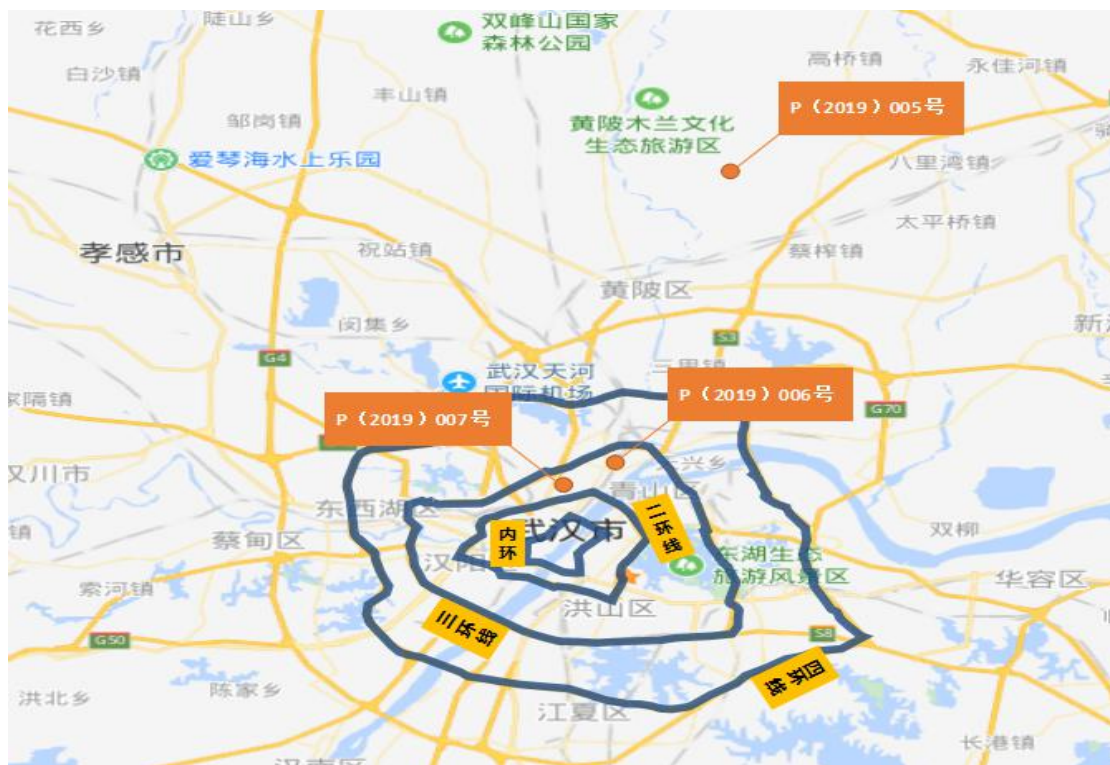 花西乡
陡山乡
双峰山国家
森林公园
白沙镇
丰山镇
高桥镇
永佳河镇
P（2019）005号
邹岗镇
黄陂木兰文化
生态旅游区
爱琴海水上乐园
八里湾镇
太平桥镇
孝感市
祝站镇
蔡榨镇
黄陂区
闵集乡
S3
G4
武汉天河
国际机场
三里镇
P（2019）006号
P（2019）007号
G70
家隔镇
汉川市
青山区
东西湖区
内环
武汉市
二环线
双柳
蔡甸区
东湖生态
旅游风景区
索河镇
洪山区
华容区
三环线
G50
S8
四环线
洪北乡
陈家乡
江夏区
长港镇